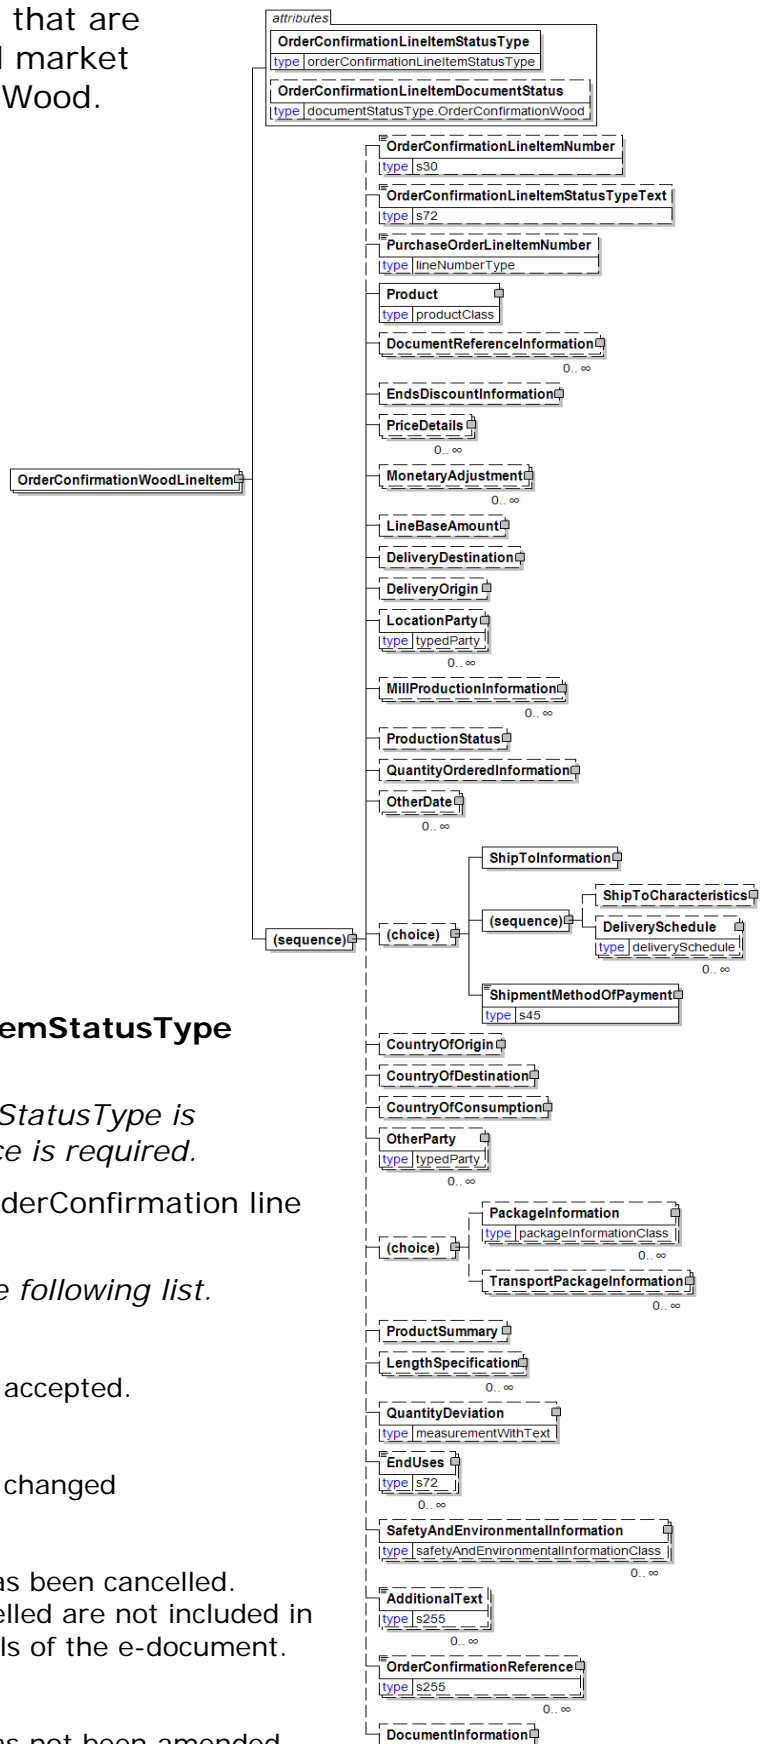 that are
market
Wood.
attributes
OrderConfirmationLineItemStatusType
type orderConfirmationLineItemStatusType
OrderConfirmationLineItemDocumentStatus
type documentStatusType.OrderConfirmationWood
OrderConfirmationLineItemNumber
type s30
OrderConfirmationLineItemStatusTypeText
type s72
PurchaseOrderLineItemNumber
type lineNumberType
Product
type productClass
DocumentReferenceInformation
0.. ∞
EndsDiscountInformation
PriceDetails
0.. ∞
OrderConfirmationWoodLineItem
MonetaryAdjustment
0.. ∞
LineBaseAmount
DeliveryDestination
DeliveryOrigin
LocationParty
type typedParty
0.. ∞
MillProductionInformation
0.. ∞
ProductionStatus
QuantityOrderedInformation
OtherDate
0.. ∞
ShipToInformation
ShipToCharacteristics
(sequence)
(choice)
(sequence)
DeliverySchedule
type deliverySchedule
0.. ∞
ShipmentMethodOfPayment
type s45
emStatusType
CountryOfOrigin
CountryOfDestination
CountryOfConsumption
StatusType is
ce is required.
OtherParty
type typedParty
0.. ∞
derConfirmation line
PackageInformation
type packageInformationClass
0.. ∞
(choice)
TransportPackageInformation
0.. ∞
e following list.
ProductSummary
LengthSpecification
0.. ∞
accepted.
QuantityDeviation
type measurementWithText
EndUses
type s72
0.. ∞
changed
SafetyAndEnvironmentalInformation
type safetyAndEnvironmentalInformationClass
0.. ∞
as been cancelled.
elled are not included in
ls of the e-document.
AdditionalText
type s255
0.. ∞
OrderConfirmationReference
type s255
0.. ∞
as not been amended
DocumentInformation